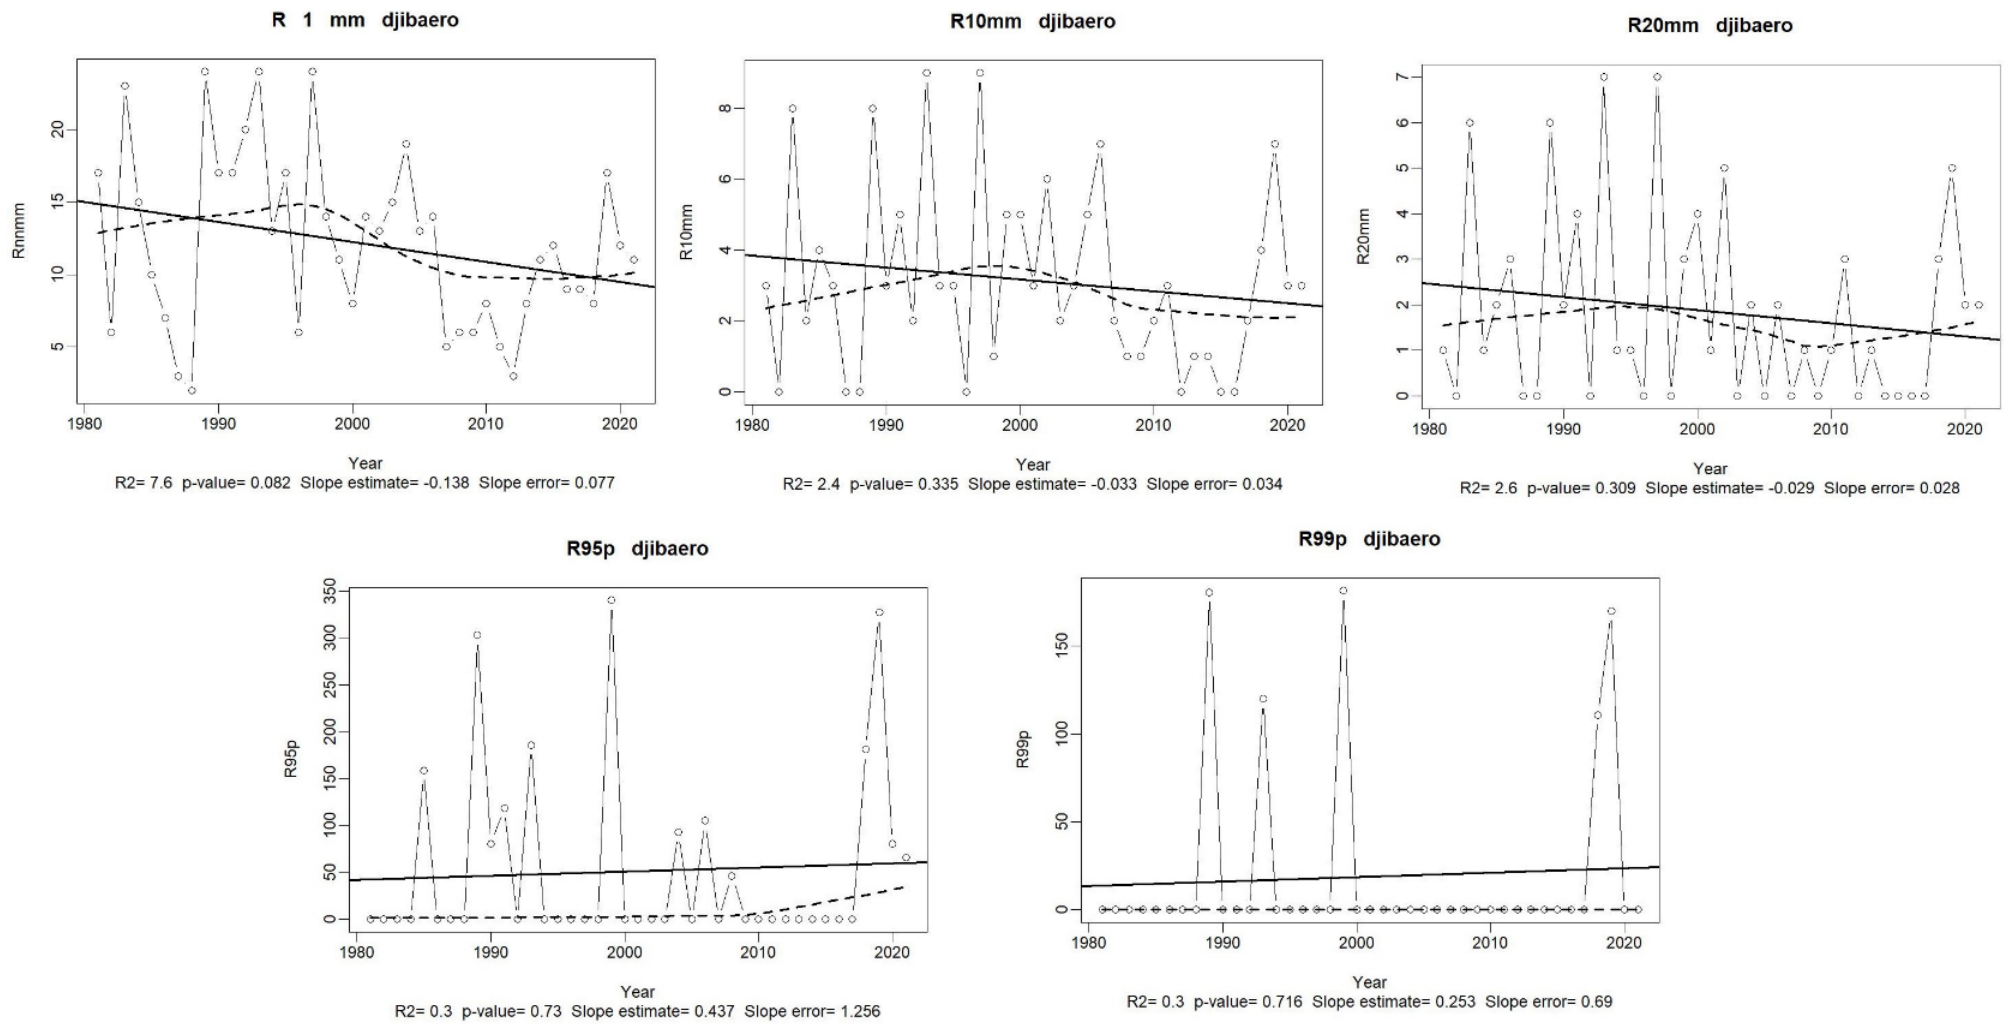 R 1 mm djibaero
Rnnmm
20
15
10
5
1980 1990 2000 2010 2020
Year
R2= 7.6 p-value= 0.082 Slope estimate= -0.138 Slope error= 0.077
R10mm djibaero
R10mm
8
6
4
2
0
1980 1990 2000 2010 2020
Year
R2= 2.4 p-value= 0.335 Slope estimate= -0.033 Slope error= 0.034
R20mm djibaero
R20mm
7
6
5
4
3
2
1
0
1980 1990 2000 2010 2020
Year
R2= 2.6 p-value= 0.309 Slope estimate= -0.029 Slope error= 0.028
R95p djibaero
R95p
350
300
250
200
150
100
50
0
1980 1990 2000 2010 2020
Year
R2= 0.3 p-value= 0.73 Slope estimate= 0.437 Slope error= 1.256
R99p djibaero
R99p
150
100
50
0
1980 1990 2000 2010 2020
Year
R2= 0.3 p-value= 0.716 Slope estimate= 0.253 Slope error= 0.69